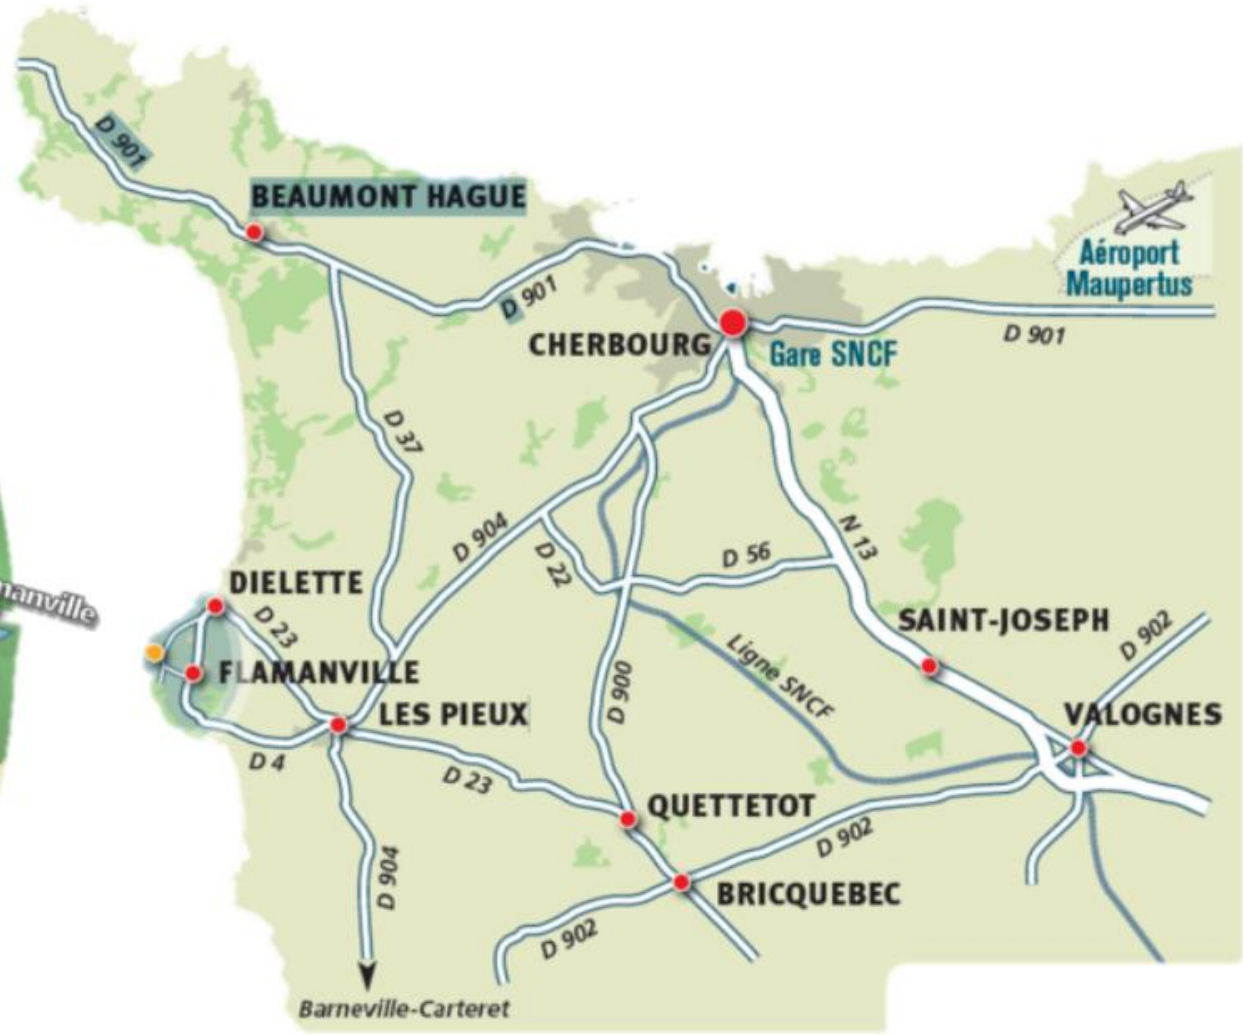 D 901
BEAUMONT HAGUE
Aéroport
Maupertus
D 901
D 901
CHERBOURG
Gare SNCF
D 37
D 904
D 22
D 56
N 13
DIELETTE
D 23
manville
FLAMANVILLE
SAINT-JOSEPH
D 902
Ligne SNCF
D 900
LES PIEUX
VALOGNES
D 4
D 23
QUETTETOT
D 902
D 904
BRICQUEBEC
D 902
Barneville-Carteret